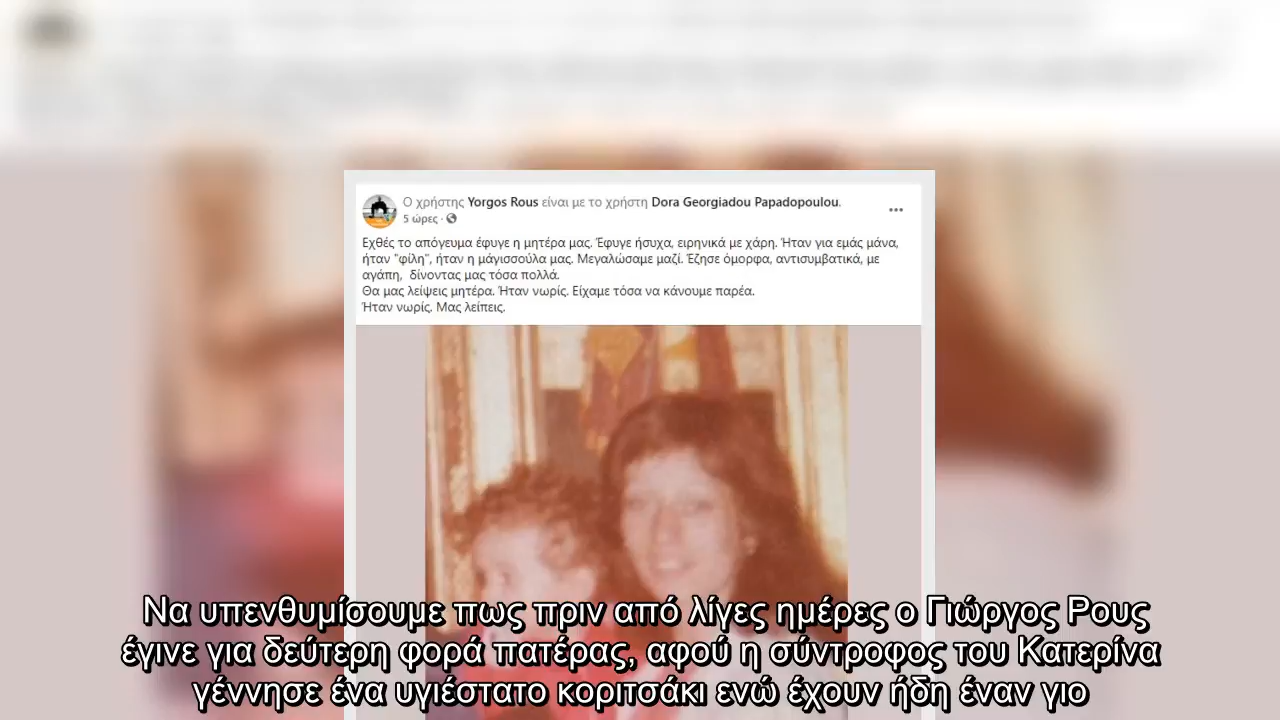 Ο χρήστης Yorgos Rous είναι με το χρήστη Dora Georgiadou Papadopoulou.
5 ώρες ·
Εχθές το απόγευμα έφυγε η μητέρα μας. Έφυγε ήσυχα, ειρηνικά με χάρη. Ήταν για εμάς μάνα,
ήταν "φίλη", ήταν η μάγισσούλα μας. Μεγαλώσαμε μαζί. Έζησε όμορφα, αντισυμβατικά, με
αγάπη, δίνοντας μας τόσα πολλά.
Θα μας λείψεις μητέρα. Ήταν νωρίς. Είχαμε τόσα να κάνουμε παρέα.
Ήταν νωρίς. Μας λείπεις.
Να υπενθυμίσουμε πως πριν από λίγες ημέρες ο Γιώργος Ρους
έγινε για δεύτερη φορά πατέρας, αφού η σύντροφος του Κατερίνα
γέννησε ένα υγιέστατο κοριτσάκι ενώ έχουν ήδη έναν γιο